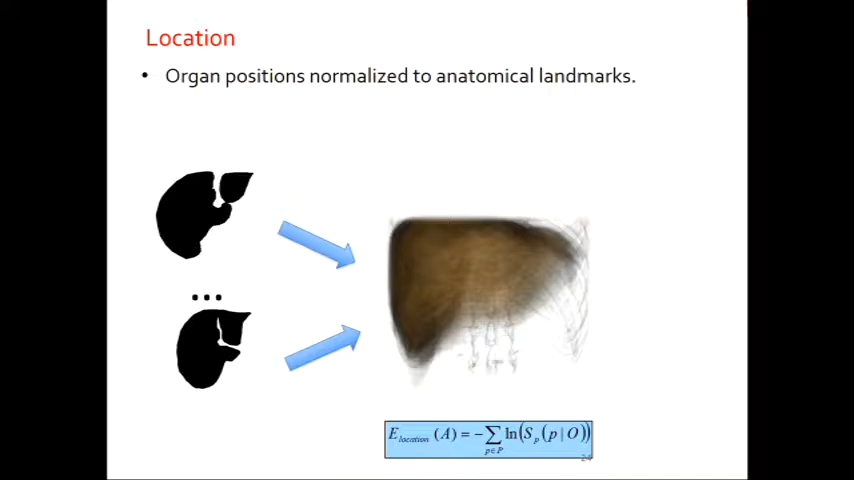 Location
• Organ positions normalized to anatomical landmarks.
...
E_location (A) = -∑_{p∈P} ln(S_p(p | O))